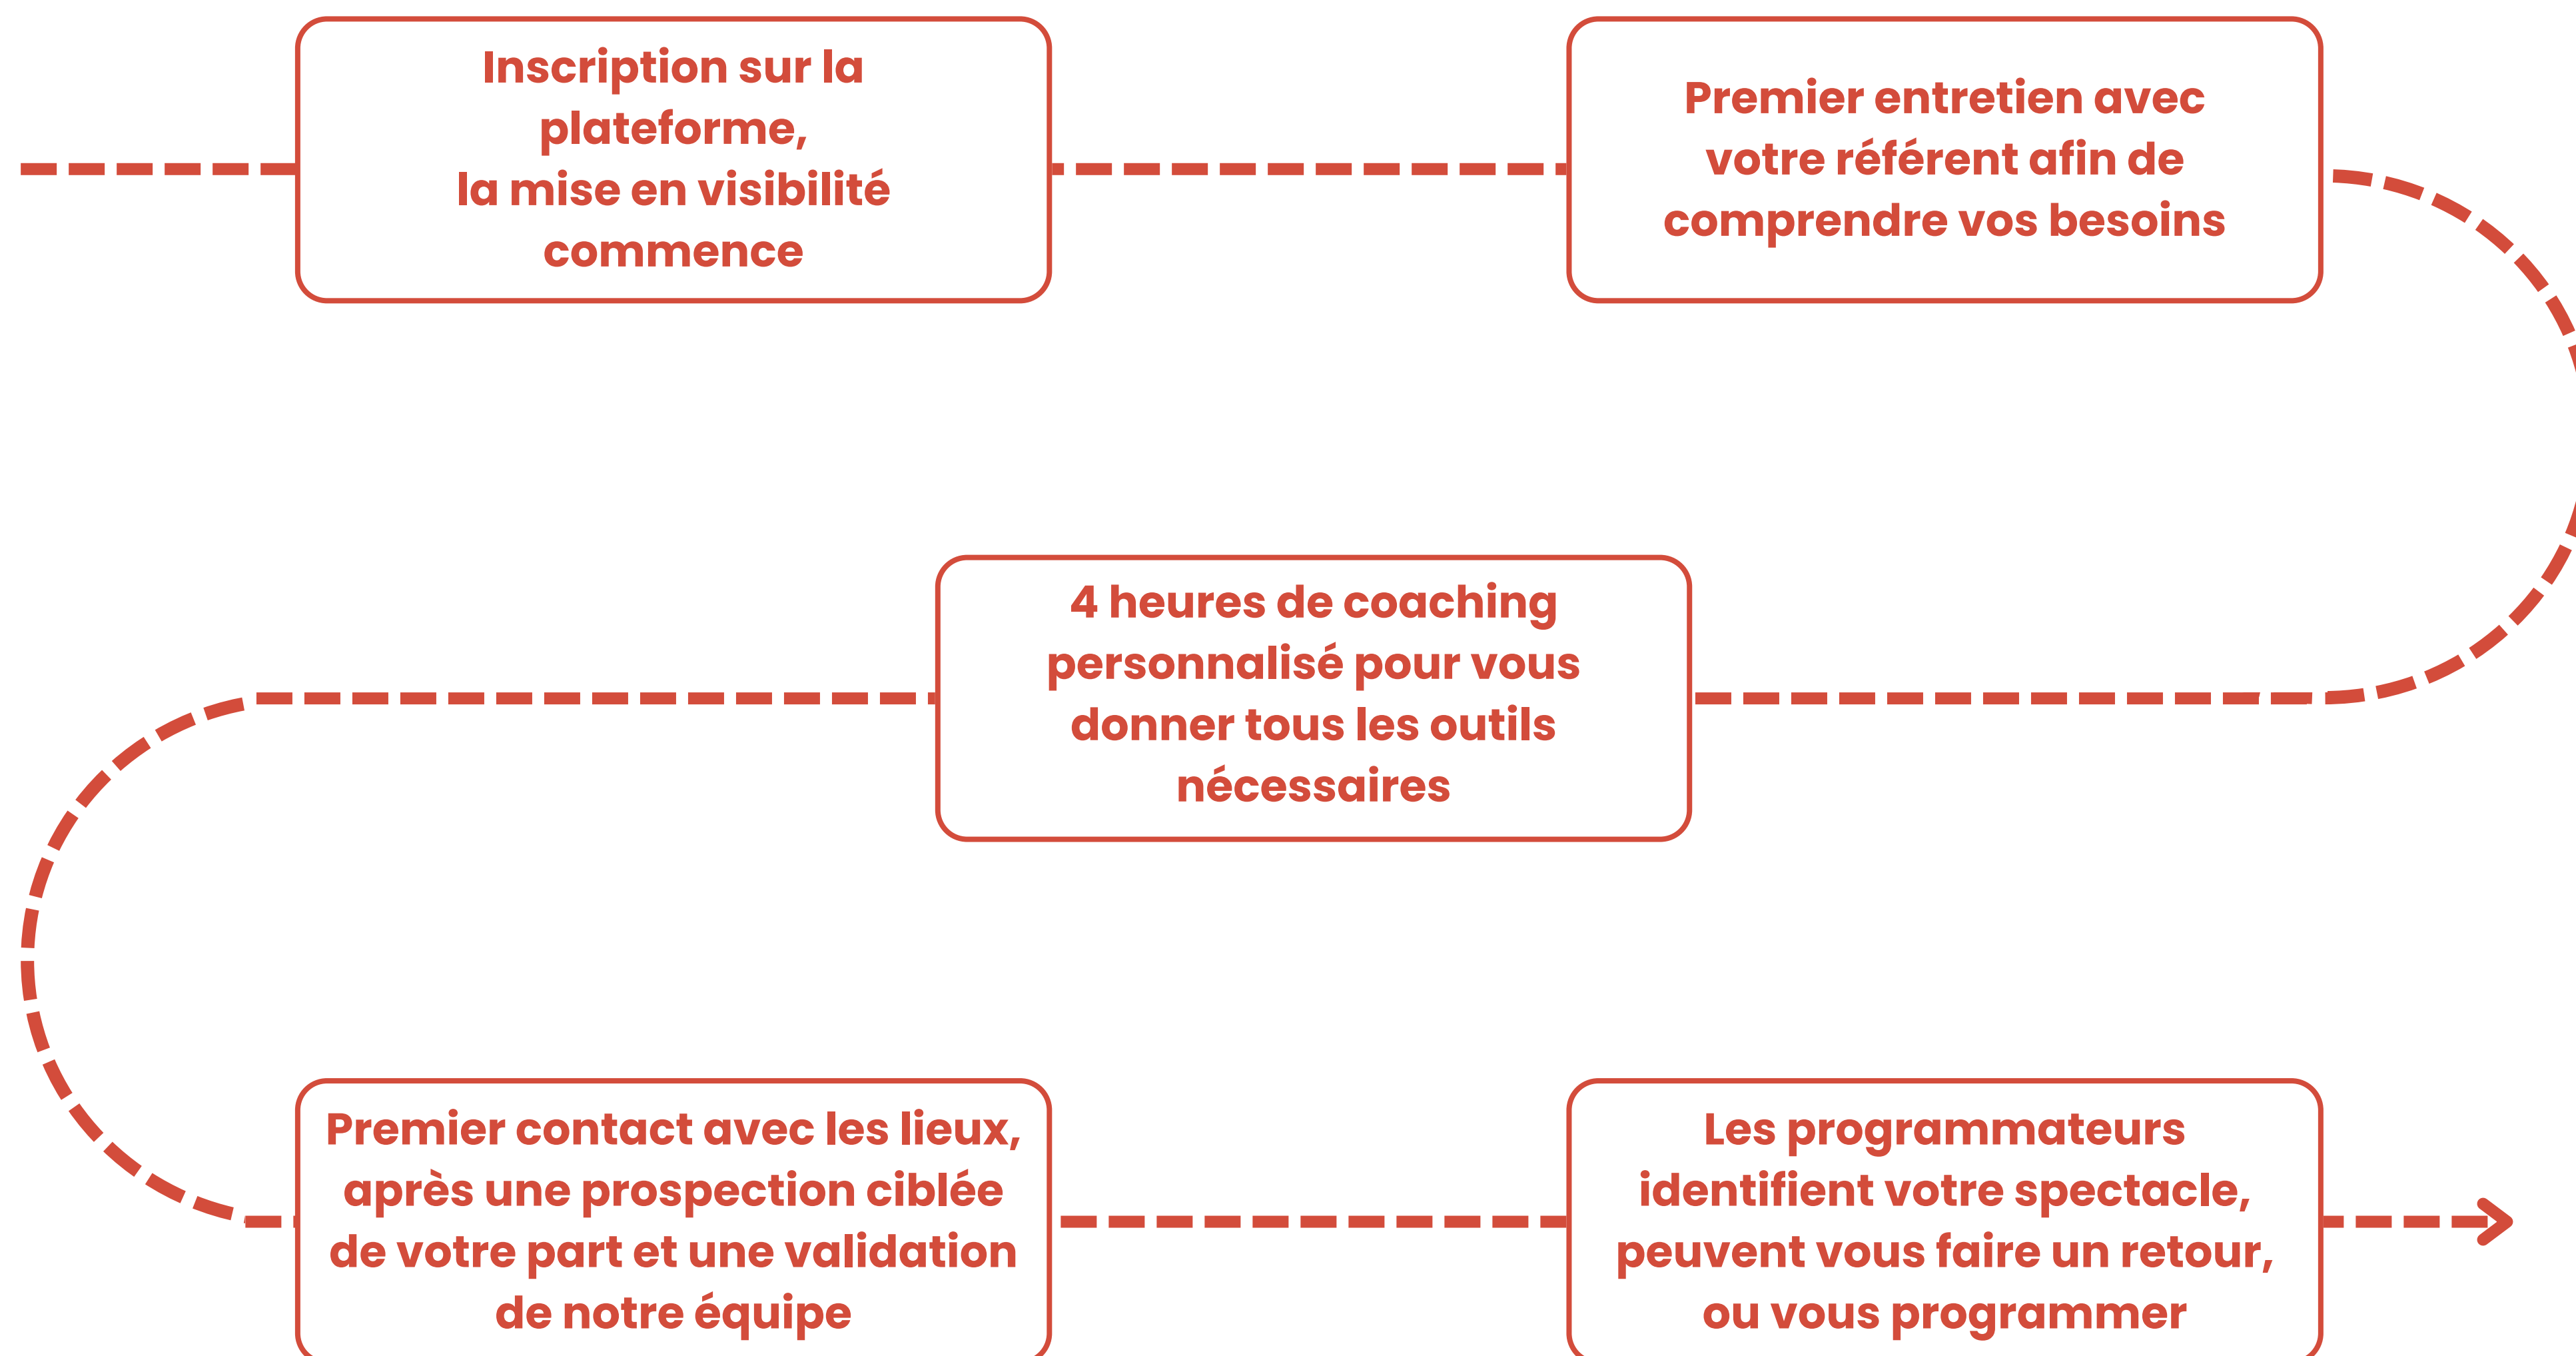 Inscription sur la
plateforme,
la mise en visibilité
commence
Premier entretien avec
votre référent afin de
comprendre vos besoins
4 heures de coaching
personnalisé pour vous
donner tous les outils
nécessaires
Premier contact avec les lieux,
après une prospection ciblée
de votre part et une validation
de notre équipe
Les programmateurs
identifient votre spectacle,
peuvent vous faire un retour,
ou vous programmer